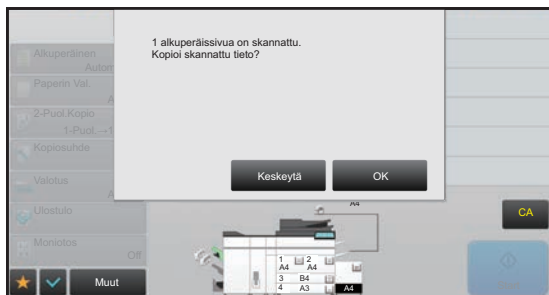 1 alkuperäissivua on skannattu.
Kopioi skannattu tieto?
Keskeytä
OK
Alkuperäinen
Autom
Paperin Val.
A
2-Puol.Kopio
1-Puol.→1
Kopiosuhde
Valotus
A
Ulostulo
Moniotos
Off
Muut
CA
A4
1
2
A4
A4
3
B4
4
A3
A4